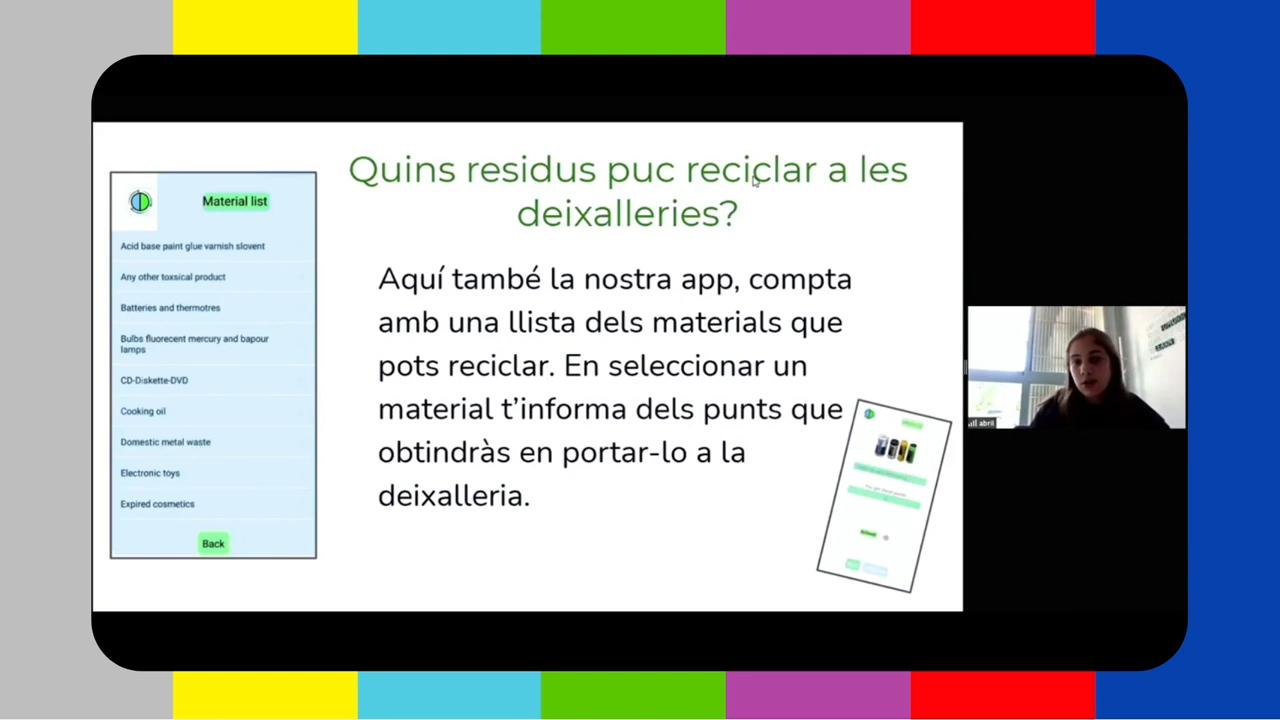 Quins residus puc reciclar a les
deixalleries?
Material list
Acid base paint glue varnish slovent
Any other toxsical product
Batteries and thermotres
Bulbs fluorecent mercury and bapour
lamps
CD-Diskette-DVD
Cooking oil
Domestic metal waste
Electronic toys
Expired cosmetics
Back
Aquí també la nostra app, compta
amb una llista dels materials que
pots reciclar. En seleccionar un
material t’informa dels punts que
obtindràs en portar-lo a la
deixalleria.
abril